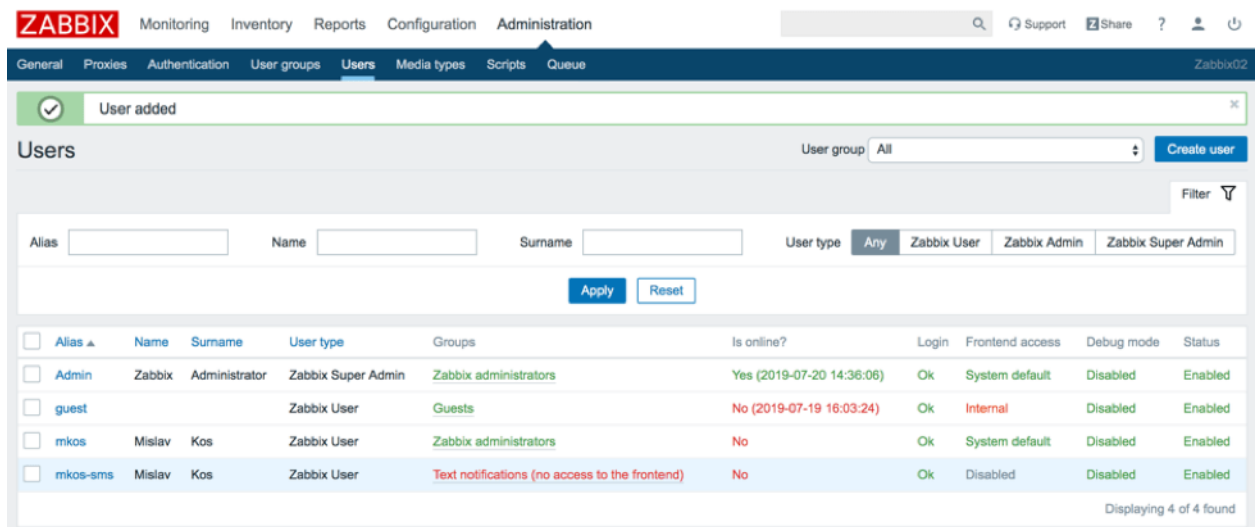 ZABBIX Monitoring Inventory Reports Configuration Administration Support Z Share ?
General Proxies Authentication User groups Users Media types Scripts Queue Zabbix02
User added
Users User group All Create user
Filter
Alias Name Surname User type Any Zabbix User Zabbix Admin Zabbix Super Admin
Apply Reset
Alias Name Surname User type Groups Is online? Login Frontend access Debug mode Status
Admin Zabbix Administrator Zabbix Super Admin Zabbix administrators Yes (2019-07-20 14:36:06) Ok System default Disabled Enabled
guest Zabbix User Guests No (2019-07-19 16:03:24) Ok Internal Disabled Enabled
mkos Mislav Kos Zabbix User Zabbix administrators No Ok System default Disabled Enabled
mkos-sms Mislav Kos Zabbix User Text notifications (no access to the frontend) No Ok Disabled Disabled Enabled
Displaying 4 of 4 found